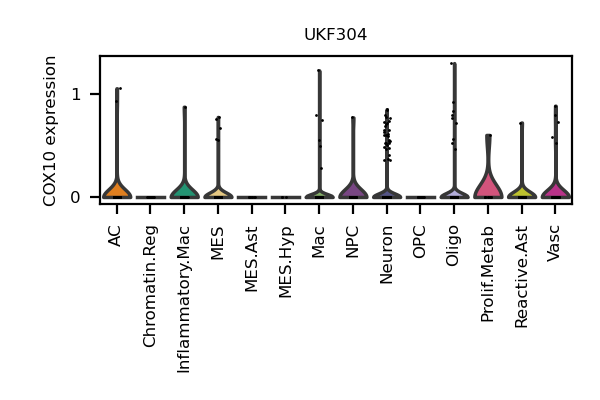 UKF304
COX10 expression
1
0
AC
Chromatin.Reg
Inflammatory.Mac
MES
MES.Ast
MES.Hyp
Mac
NPC
Neuron
OPC
Oligo
Prolif.Metab
Reactive.Ast
Vasc